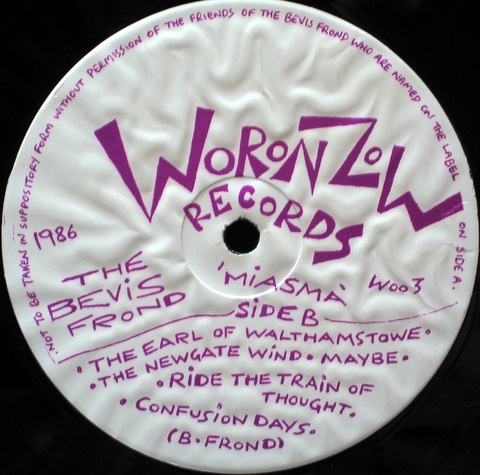 NOT TO BE TAKEN IN SUPPOSITORY FORM WITHOUT PERMISSION OF THE FRIENDS OF THE BEVIS FROND WHO ARE NAMED ON THE LABEL ON SIDE A.
WORONZOW
RECORDS
1986
THE
BEVIS
FROND
'MIASMA'
W003
SIDE B
• THE EARL OF WALTHAMSTOWE •
• THE NEWGATE WIND • MAYBE •
• RIDE THE TRAIN OF
THOUGHT.
• CONFUSION DAYS.
(B • FROND)